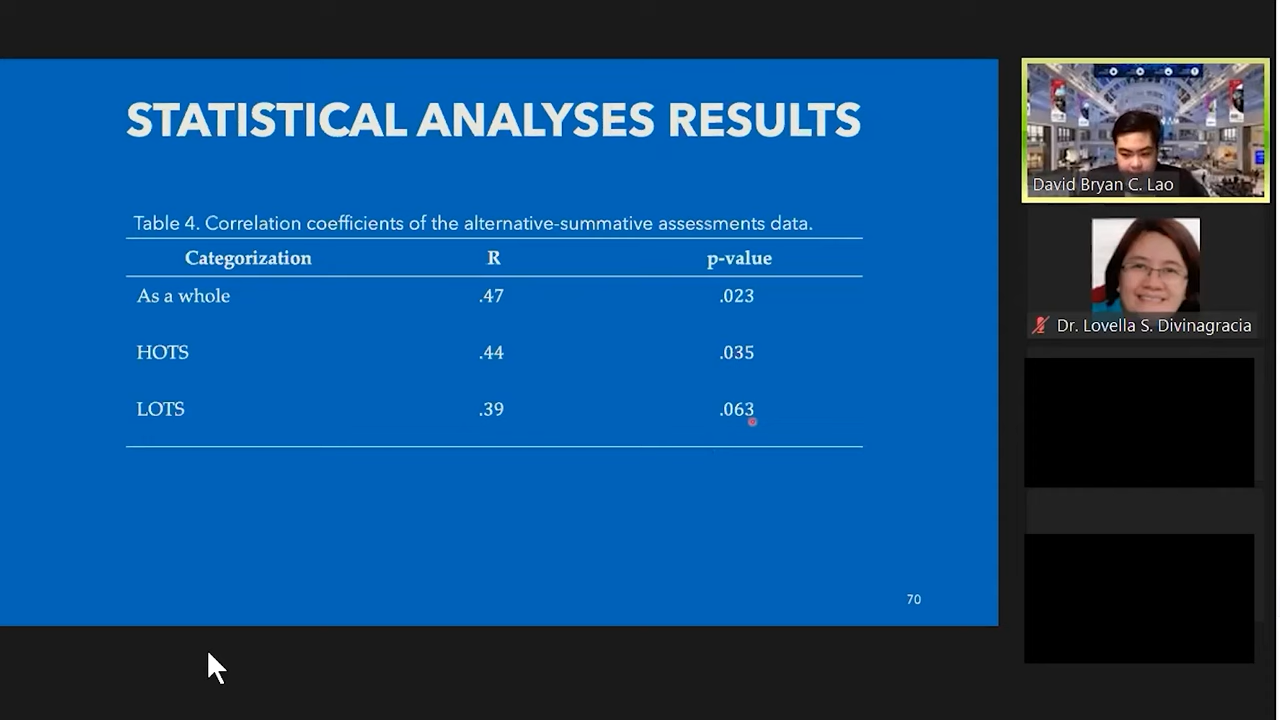 STATISTICAL ANALYSES RESULTS
Table 4. Correlation coefficients of the alternative-summative assessments data.
Categorization R p-value
As a whole .47 .023
HOTS .44 .035
LOTS .39 .063
70
David Bryan C. Lao
Dr. Lovella S. Divinagracia